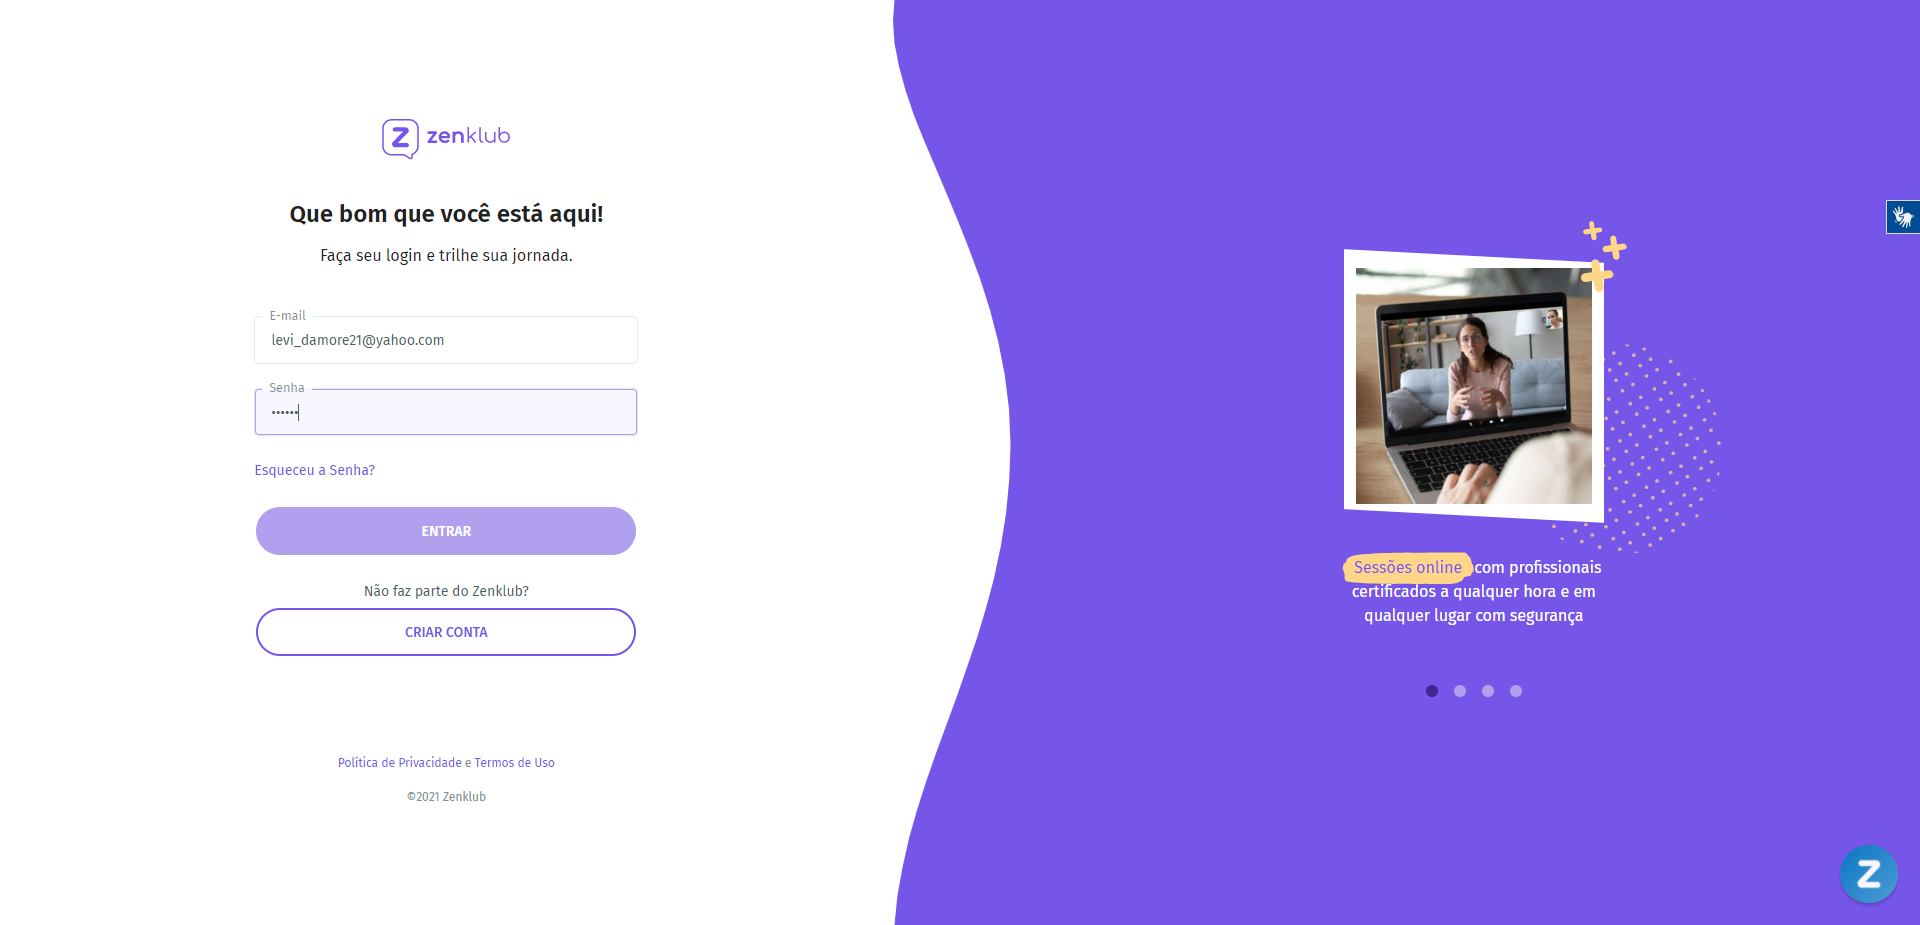 zenklub
Que bom que você está aqui!
Faça seu login e trilhe sua jornada.
E-mail
levi_damore21@yahoo.com
Senha
••••••
Esqueceu a Senha?
ENTRAR
Não faz parte do Zenklub?
CRIAR CONTA
Política de Privacidade e Termos de Uso
©2021 Zenklub
Sessões online com profissionais
certificados a qualquer hora e em
qualquer lugar com segurança